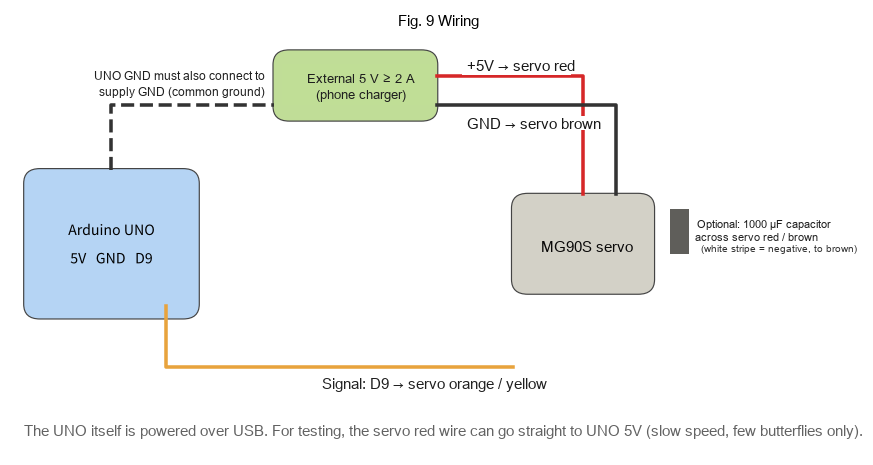 Fig. 9 Wiring
UNO GND must also connect to
supply GND (common ground)
External 5 V ≥ 2 A
(phone charger)
+5V → servo red
GND → servo brown
Arduino UNO
5V GND D9
MG90S servo
Optional: 1000 µF capacitor
across servo red / brown
(white stripe = negative, to brown)
Signal: D9 → servo orange / yellow
The UNO itself is powered over USB. For testing, the servo red wire can go straight to UNO 5V (slow speed, few butterflies only).